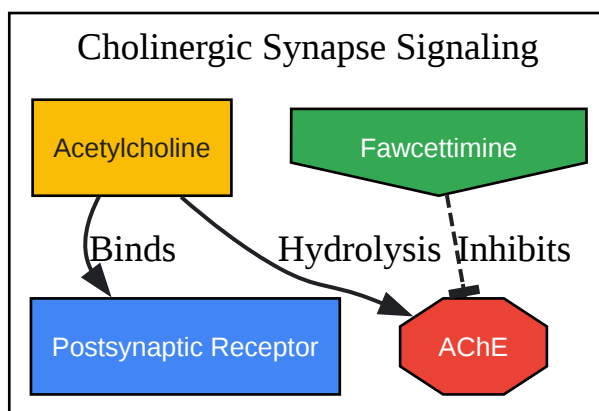 Cholinergic Synapse Signaling
Acetylcholine
Fawcettimine
Binds
Hydrolysis
Inhibits
Postsynaptic Receptor
AChE